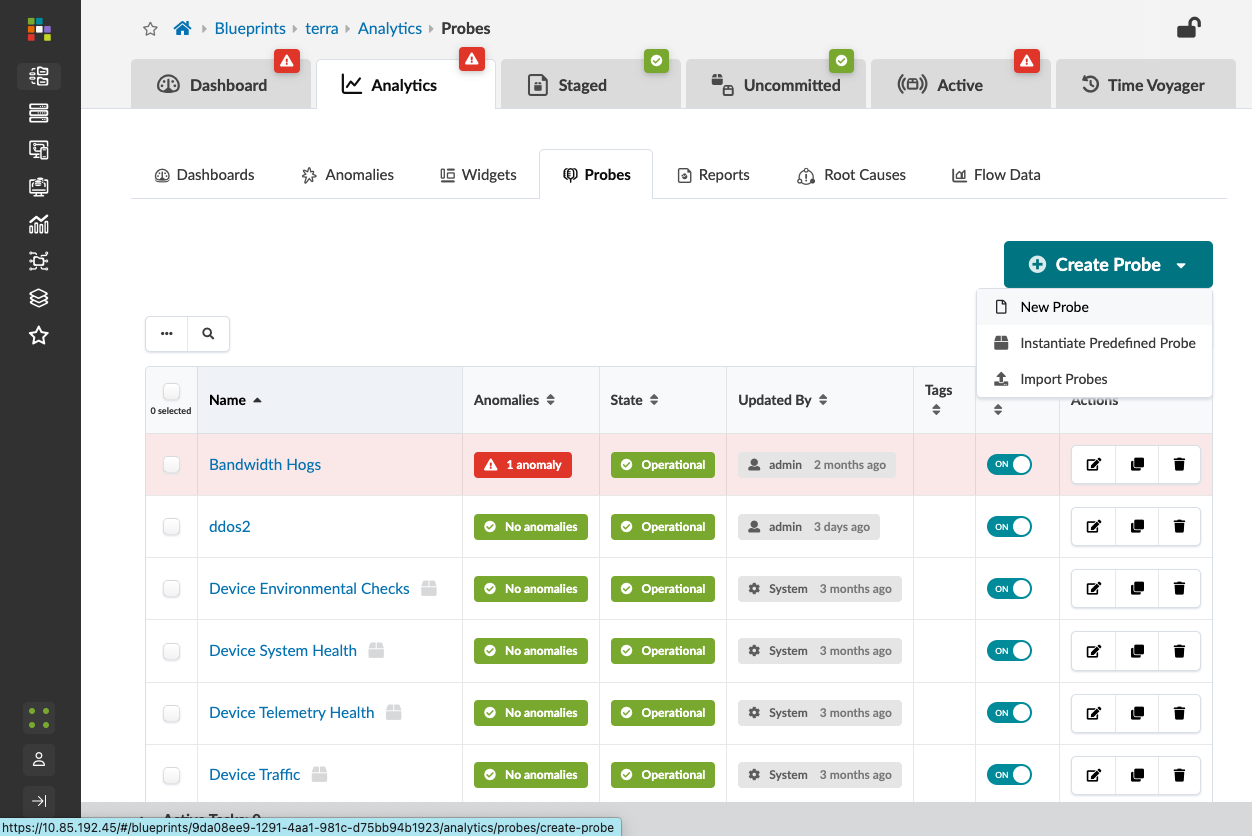 Blueprints terra Analytics Probes
Dashboard Analytics Staged Uncommitted Active Time Voyager
Dashboards Anomalies Widgets Probes Reports Root Causes Flow Data
Create Probe
New Probe
Instantiate Predefined Probe
Import Probes
0 selected Name Anomalies State Updated By Tags Actions
Bandwidth Hogs 1 anomaly Operational admin 2 months ago ON
ddos2 No anomalies Operational admin 3 days ago ON
Device Environmental Checks No anomalies Operational System 3 months ago ON
Device System Health No anomalies Operational System 3 months ago ON
Device Telemetry Health No anomalies Operational System 3 months ago ON
Device Traffic No anomalies Operational System 3 months ago ON
Active Tasks: 0
https://10.85.192.45/#/blueprints/9da08ee9-1291-4aa1-981c-d75bb94b1923/analytics/probes/create-probe